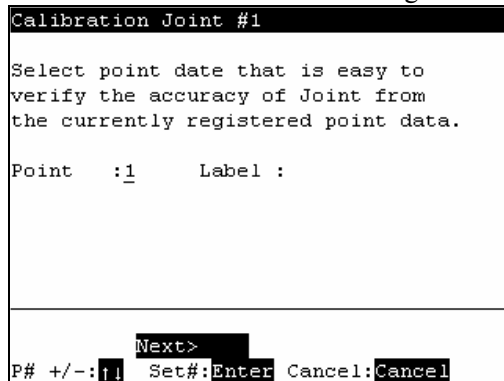 Calibration Joint #1
Select point date that is easy to
verify the accuracy of Joint from
the currently registered point data.
Point :1 Label :
Next>
P# +/-:↑↓ Set#:Enter Cancel:Cancel